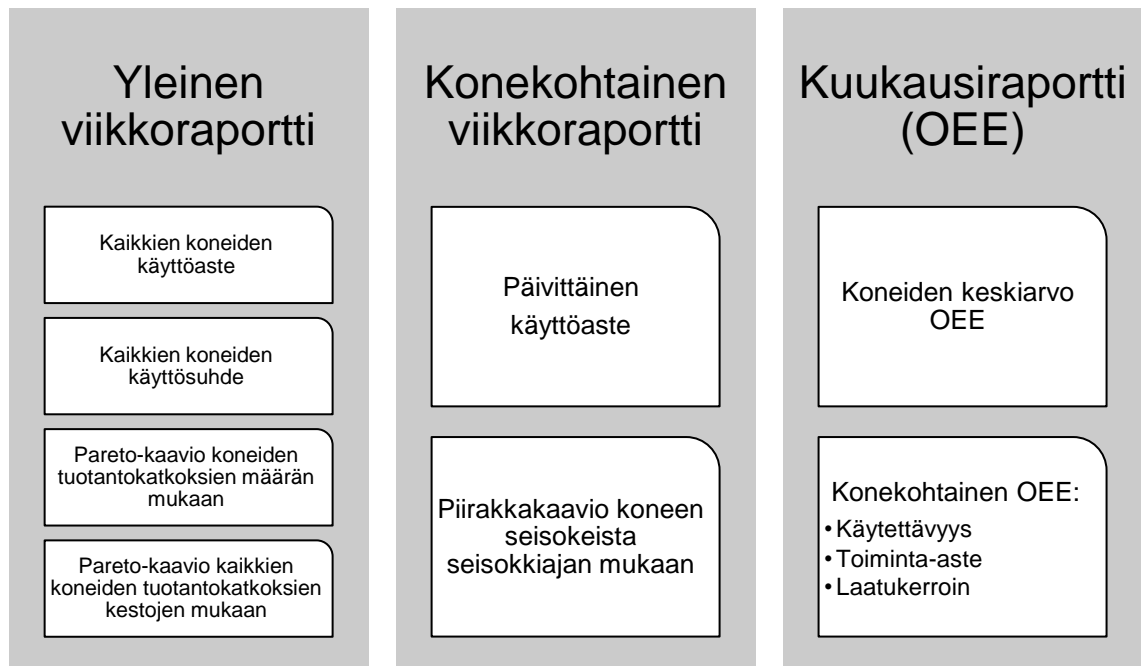 Yleinen
viikkoraportti
Kaikkien koneiden
käyttöaste
Kaikkien koneiden
käyttösuhde
Pareto-kaavio koneiden
tuotantokatkoksien määrän
mukaan
Pareto-kaavio kaikkien
koneiden tuotantokatkoksien
kestojen mukaan
Konekohtainen
viikkoraportti
Päivittäinen
käyttöaste
Piirakkakaavio koneen
seisokeista
seisokkiajan mukaan
Kuukausiraportti
(OEE)
Koneiden keskiarvo
OEE
Konekohtainen OEE:
•Käytettävyys
•Toiminta-aste
•Laatukerroin